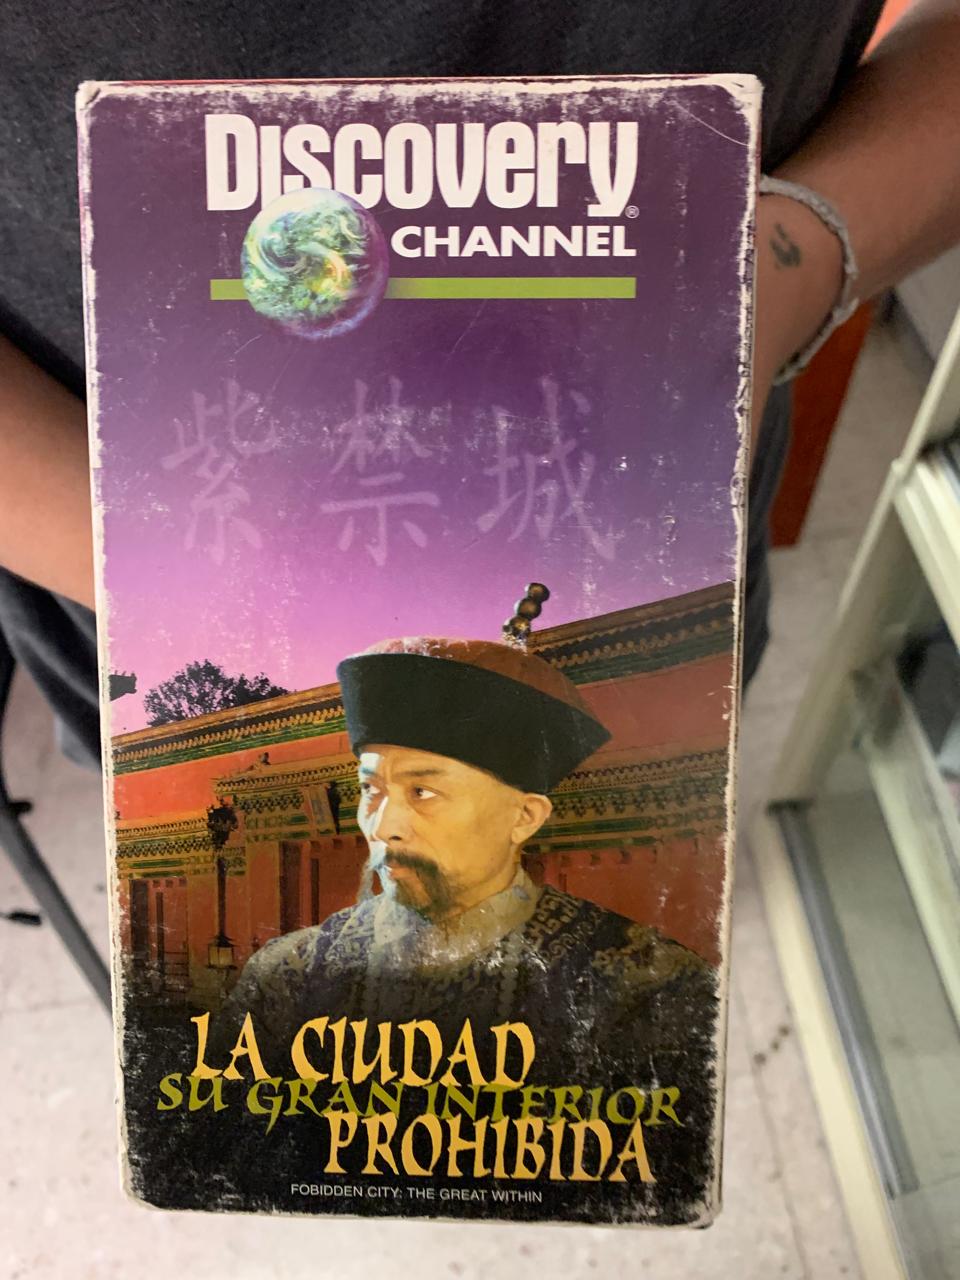 DIscovery®
CHANNEL
紫禁城
LA CIUDAD
SU GRAN INTERIOR
PROHIBIDA
FOBIDDEN CITY: THE GREAT WITHIN